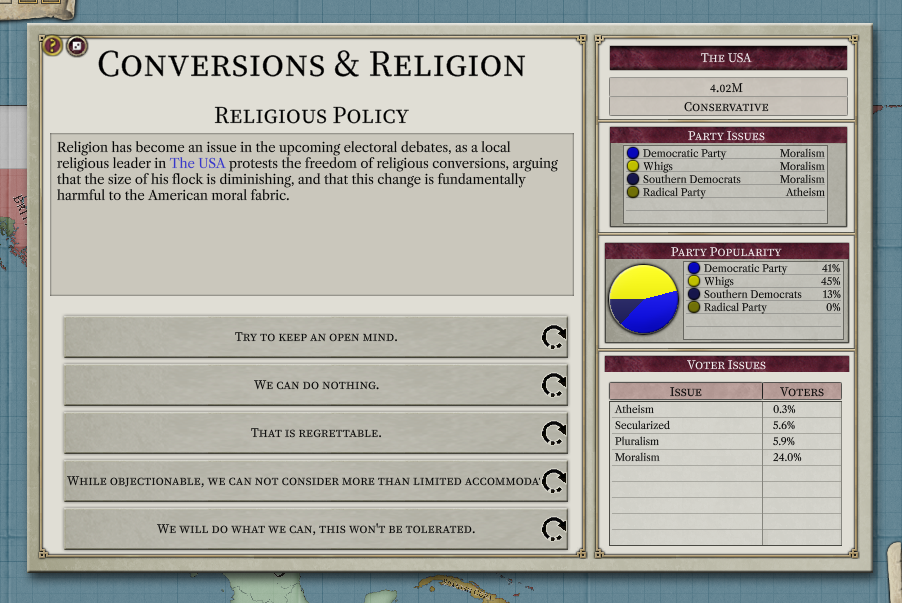 Conversions & Religion
Religious Policy
Religion has become an issue in the upcoming electoral debates, as a local
religious leader in The USA protests the freedom of religious conversions, arguing
that the size of his flock is diminishing, and that this change is fundamentally
harmful to the American moral fabric.
Try to keep an open mind.
We can do nothing.
That is regrettable.
While objectionable, we can not consider more than limited accommoda
We will do what we can, this won't be tolerated.
The USA
4.02M
Conservative
Party Issues
Democratic Party Moralism
Whigs Moralism
Southern Democrats Moralism
Radical Party Atheism
Party Popularity
Democratic Party 41%
Whigs 45%
Southern Democrats 13%
Radical Party 0%
Voter Issues
Issue Voters
Atheism 0.3%
Secularized 5.6%
Pluralism 5.9%
Moralism 24.0%